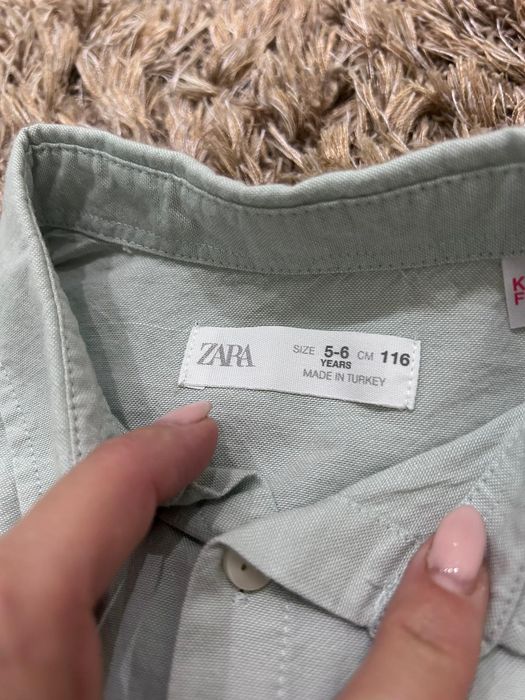 ZARA
SIZE 5-6 CM 116
YEARS
MADE IN TURKEY
K
F